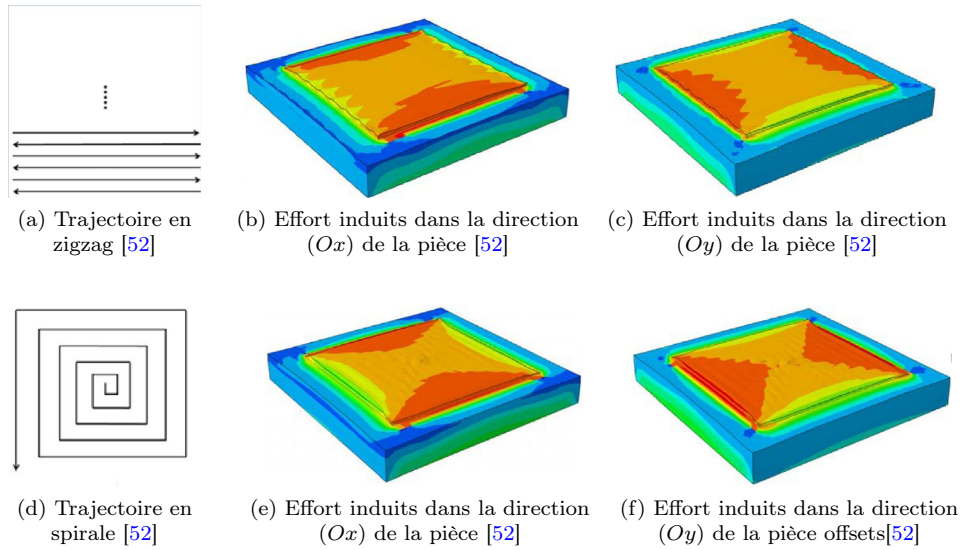 (a) Trajectoire en
zigzag [52]
(b) Effort induits dans la direction
(Ox) de la pièce [52]
(c) Effort induits dans la direction
(Oy) de la pièce [52]
(d) Trajectoire en
spirale [52]
(e) Effort induits dans la direction
(Ox) de la pièce [52]
(f) Effort induits dans la direction
(Oy) de la pièce offsets[52]